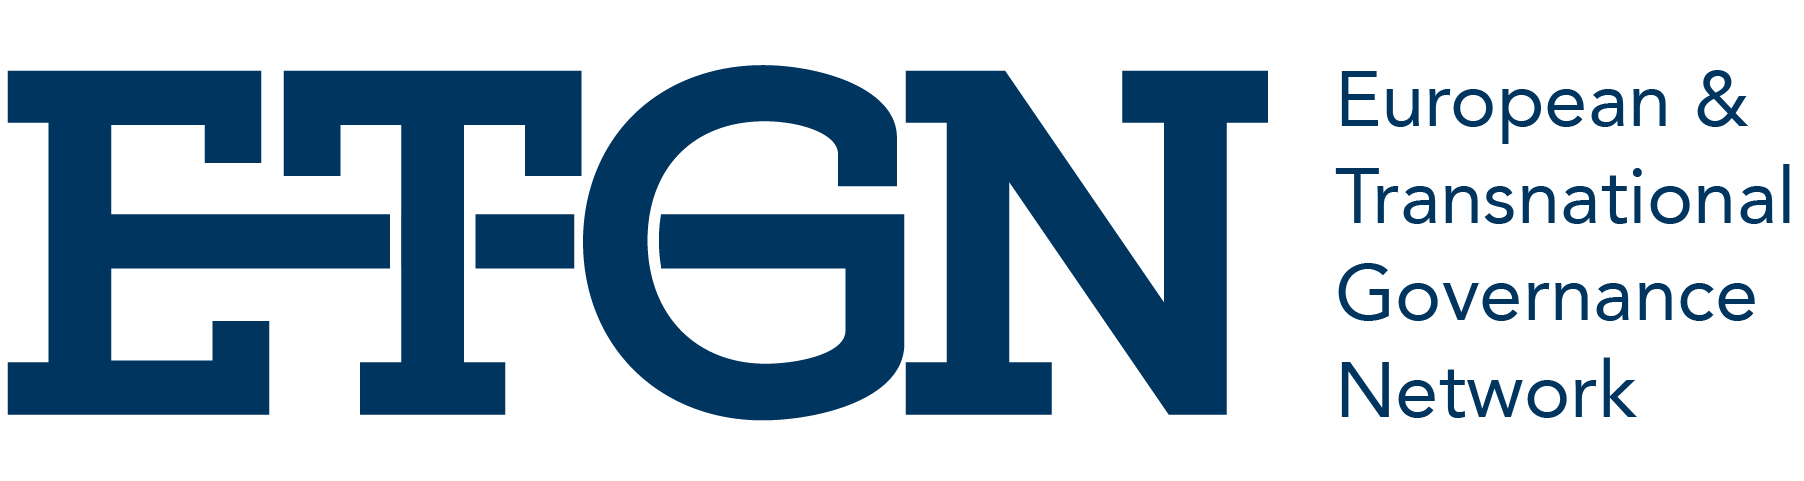 ETGN
European &
Transnational
Governance
Network